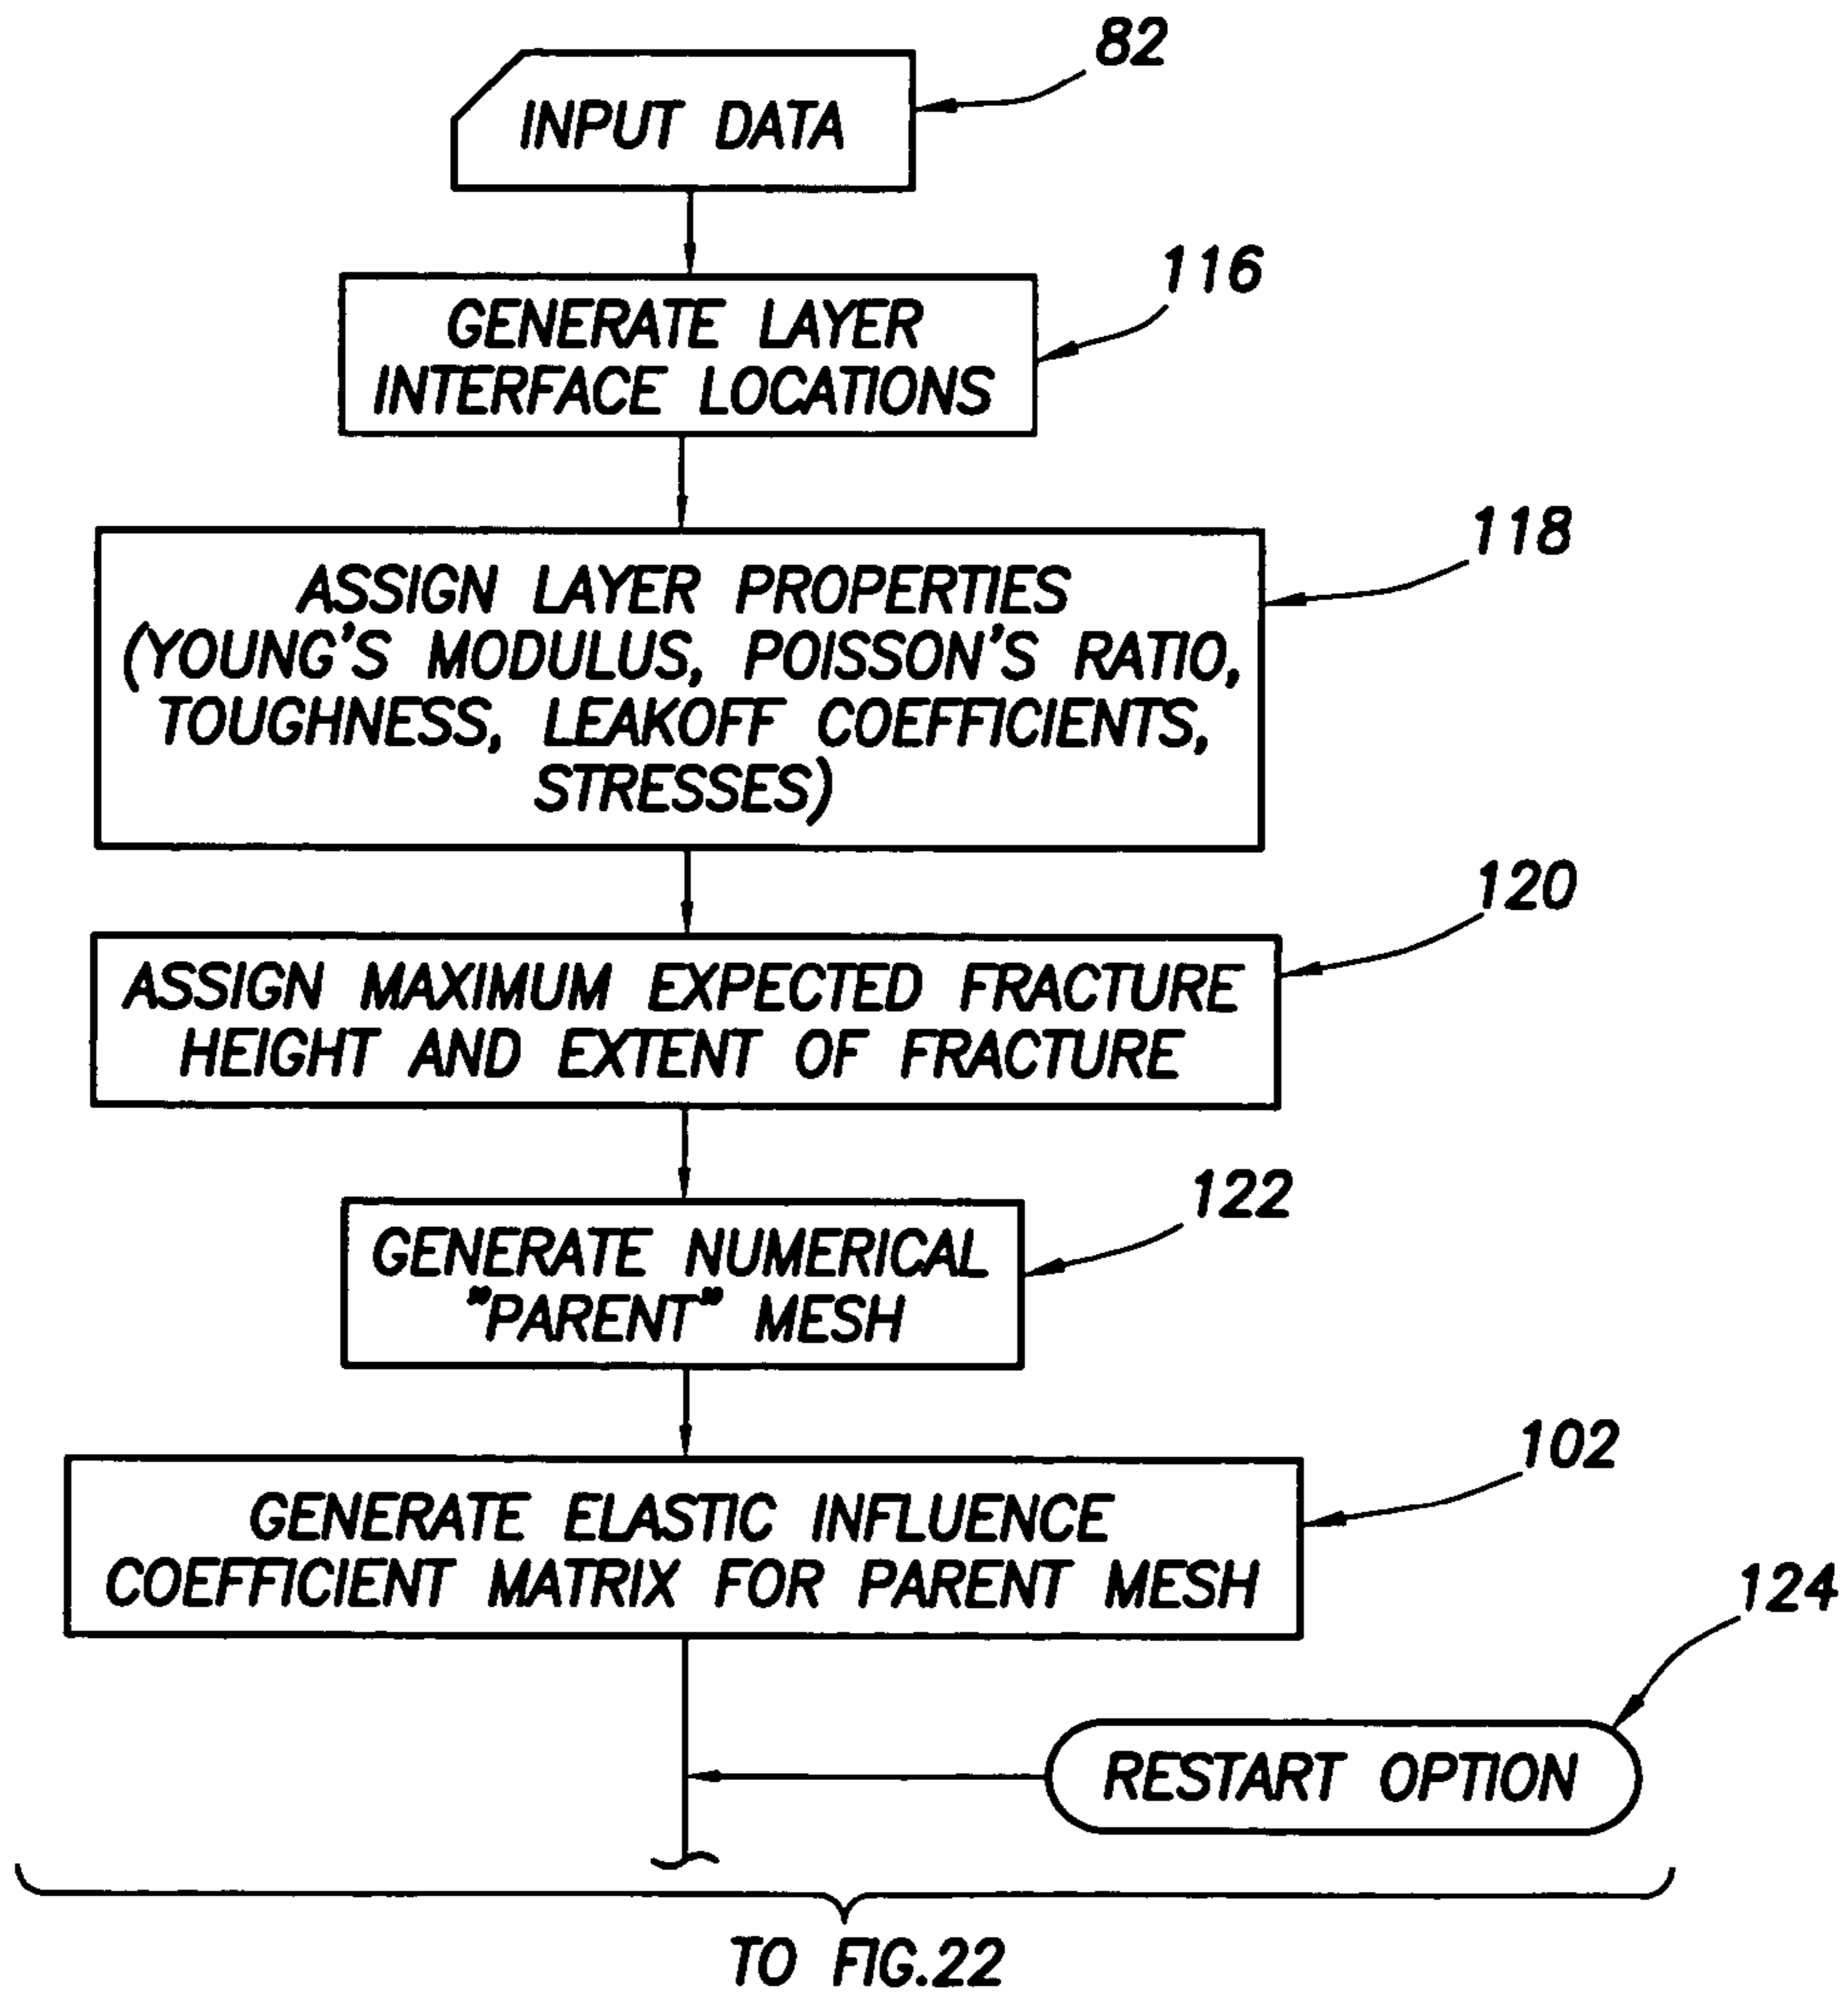 82
INPUT DATA
116
GENERATE LAYER
INTERFACE LOCATIONS
118
ASSIGN LAYER PROPERTIES
(YOUNG'S MODULUS, POISSON'S RATIO,
TOUGHNESS, LEAKOFF COEFFICIENTS,
STRESSES)
120
ASSIGN MAXIMUM EXPECTED FRACTURE
HEIGHT AND EXTENT OF FRACTURE
122
GENERATE NUMERICAL
"PARENT" MESH
102
GENERATE ELASTIC INFLUENCE
COEFFICIENT MATRIX FOR PARENT MESH
124
RESTART OPTION
TO FIG.22